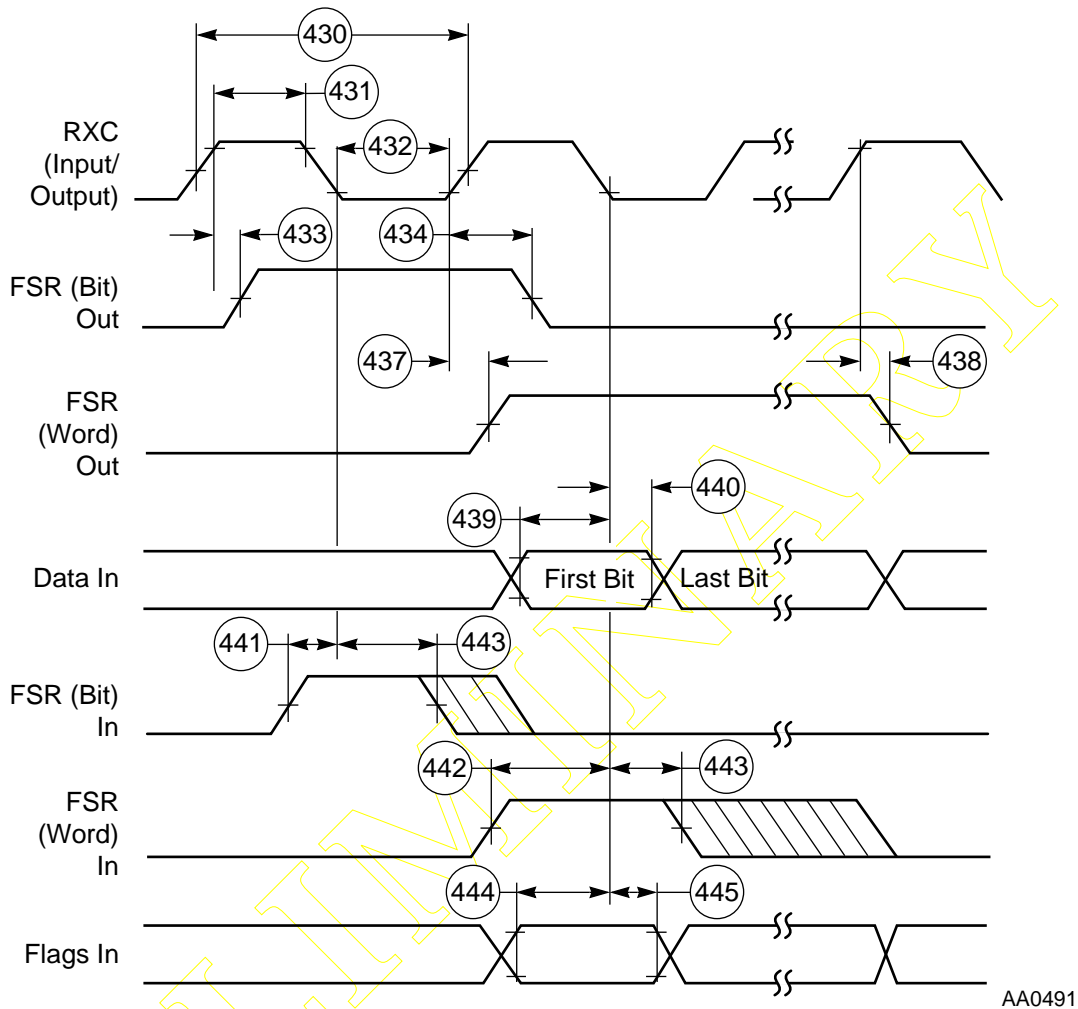 430
431
RXC
(Input/
Output)
432
433
434
FSR (Bit)
Out
437
438
FSR
(Word)
Out
440
439
Data In
First Bit
Last Bit
441
443
FSR (Bit)
In
442
443
FSR
(Word)
In
444
445
Flags In
AA0491